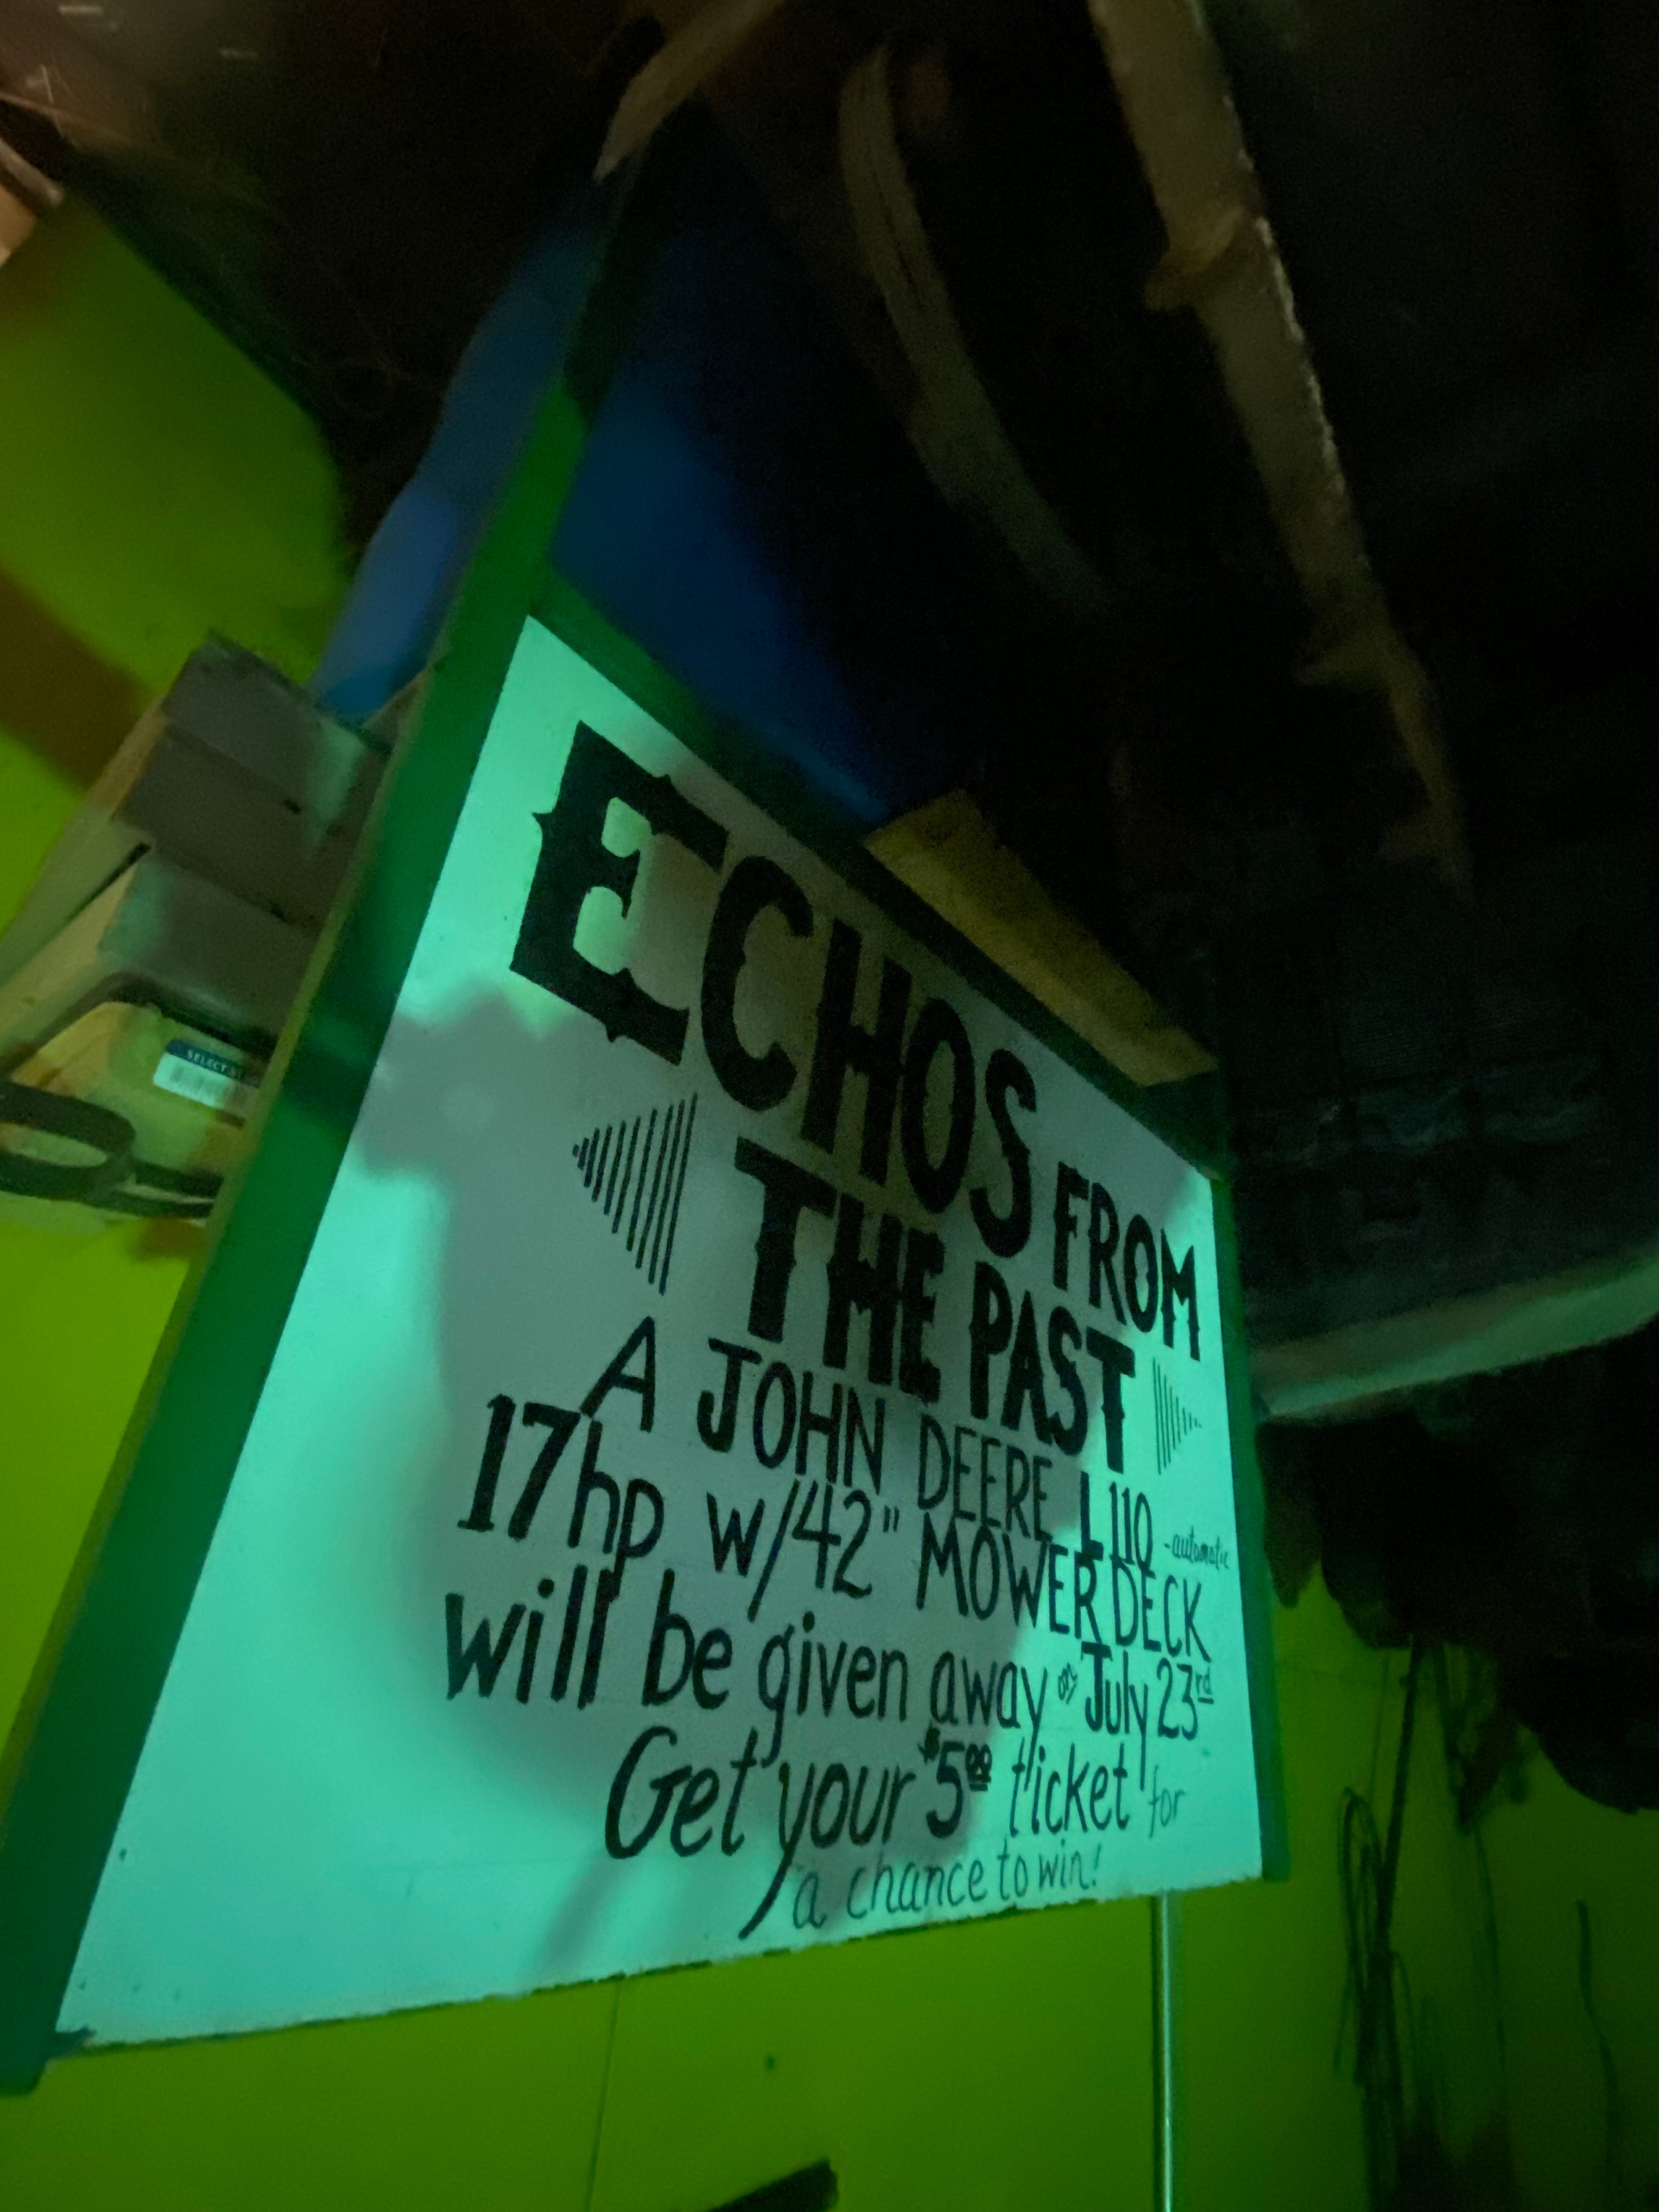 ECHOS FROM
THE PAST
A JOHN DEERE L110 -automatic
17hp w/42" MOWER DECK
will be given away on July 23rd
Get your $5.00 ticket for
a chance to win!
SELECT